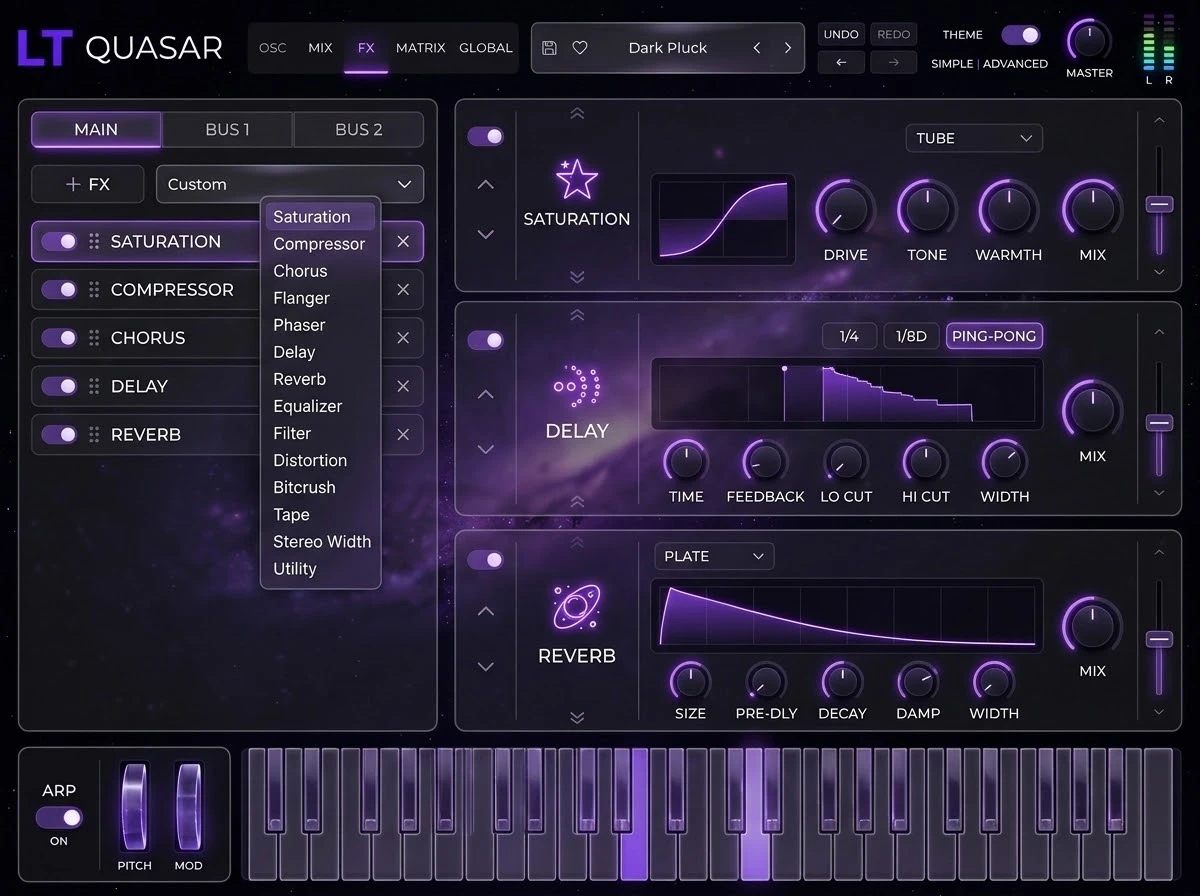 LT QUASAR
OSC MIX FX MATRIX GLOBAL
Dark Pluck
UNDO REDO
THEME
SIMPLE | ADVANCED
MASTER
L R
MAIN BUS 1 BUS 2
+ FX
Custom
SATURATION
COMPRESSOR
CHORUS
DELAY
REVERB
Saturation
Compressor
Chorus
Flanger
Phaser
Delay
Reverb
Equalizer
Filter
Distortion
Bitcrush
Tape
Stereo Width
Utility
SATURATION
TUBE
DRIVE TONE WARMTH MIX
DELAY
1/4 1/8D PING-PONG
TIME FEEDBACK LO CUT HI CUT WIDTH
MIX
REVERB
PLATE
SIZE PRE-DLY DECAY DAMP WIDTH
MIX
ARP
ON
PITCH MOD